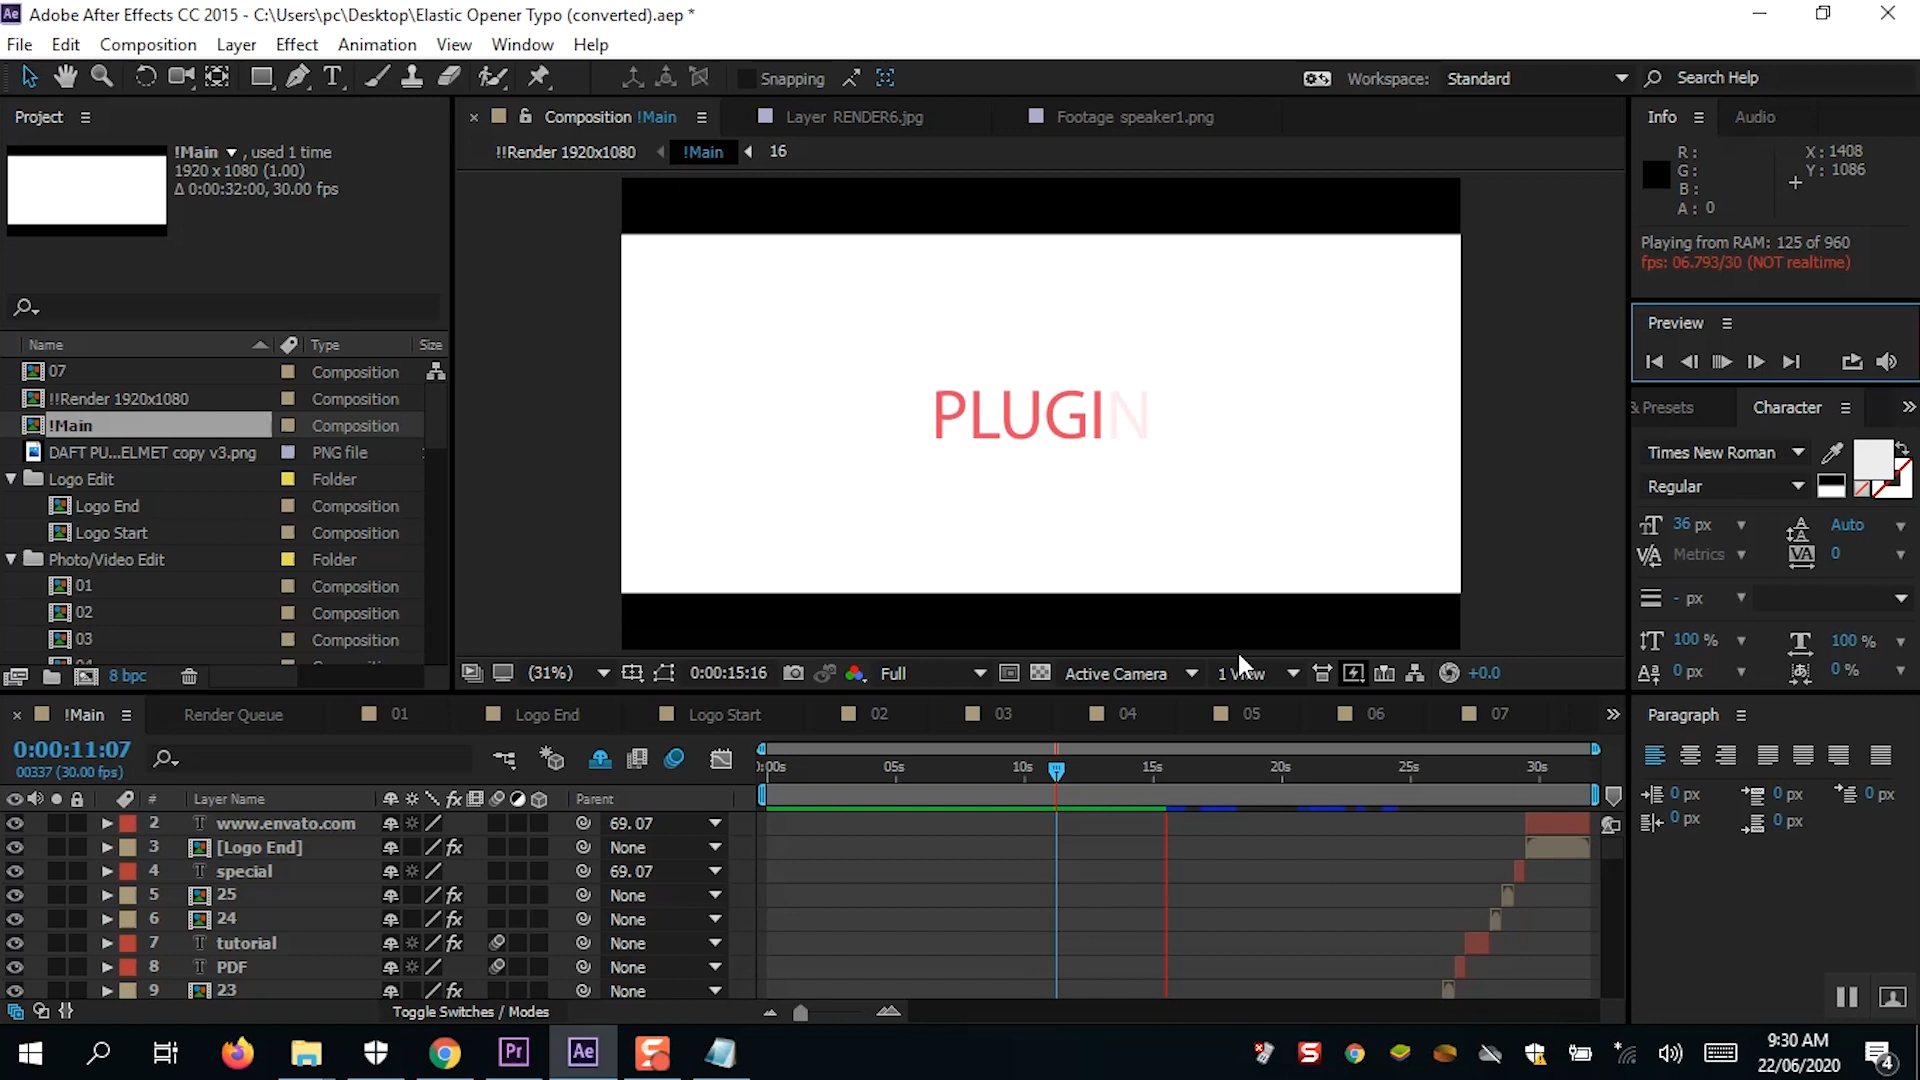 Adobe After Effects CC 2015 - C:\Users\pc\Desktop\Elastic Opener Typo (converted).aep *
File Edit Composition Layer Effect Animation View Window Help
Snapping
Workspace: Standard
Search Help
Project
!Main , used 1 time
1920 x 1080 (1.00)
Δ 0:00:32:00, 30.00 fps
Name Type Size
07 Composition
!!Render 1920x1080 Composition
!Main Composition
DAFT PU...ELMET copy v3.png PNG file
Logo Edit Folder
Logo End Composition
Logo Start Composition
Photo/Video Edit Folder
01 Composition
02 Composition
03 Composition
8 bpc
Composition !Main
Layer RENDER6.jpg
Footage speaker1.png
!!Render 1920x1080 !Main 16
PLUGIN
(31%) 0:00:15:16 Full Active Camera 1 View +0.0
Info Audio
R: X: 1408
G: Y: 1086
B:
A: 0
Playing from RAM: 125 of 960
fps: 06.793/30 (NOT realtime)
Preview
& Presets Character
Times New Roman
Regular
36 px Auto
Metrics 0
- px
100 % 100 %
0 px 0 %
Paragraph
0 px 0 px 0 px
0 px 0 px
!Main Render Queue 01 Logo End Logo Start 02 03 04 05 06 07
0:00:11:07
00337 (30.00 fps)
):00s 05s 10s 15s 20s 25s 30s
# Layer Name fx Parent
2 T www.envato.com 69. 07
3 [Logo End] fx None
4 T special 69. 07
5 25 fx None
6 24 fx None
7 T tutorial fx None
8 T PDF None
9 23 fx None
Toggle Switches / Modes
Pr Ae S
9:30 AM
22/06/2020
4